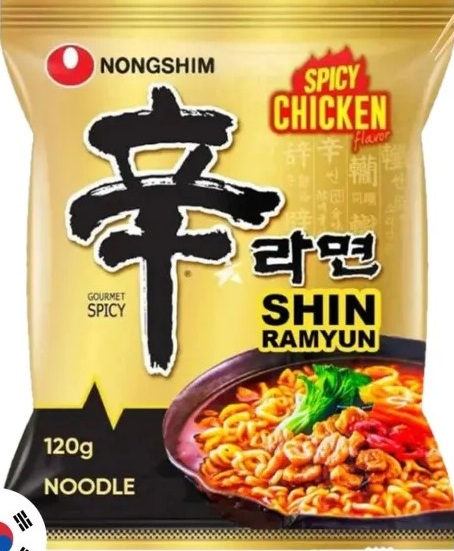 NONGSHIM
SPICY
CHICKEN
flavor
辛
라면
®
GOURMET
SPICY
SHIN
RAMYUN
120g
NOODLE